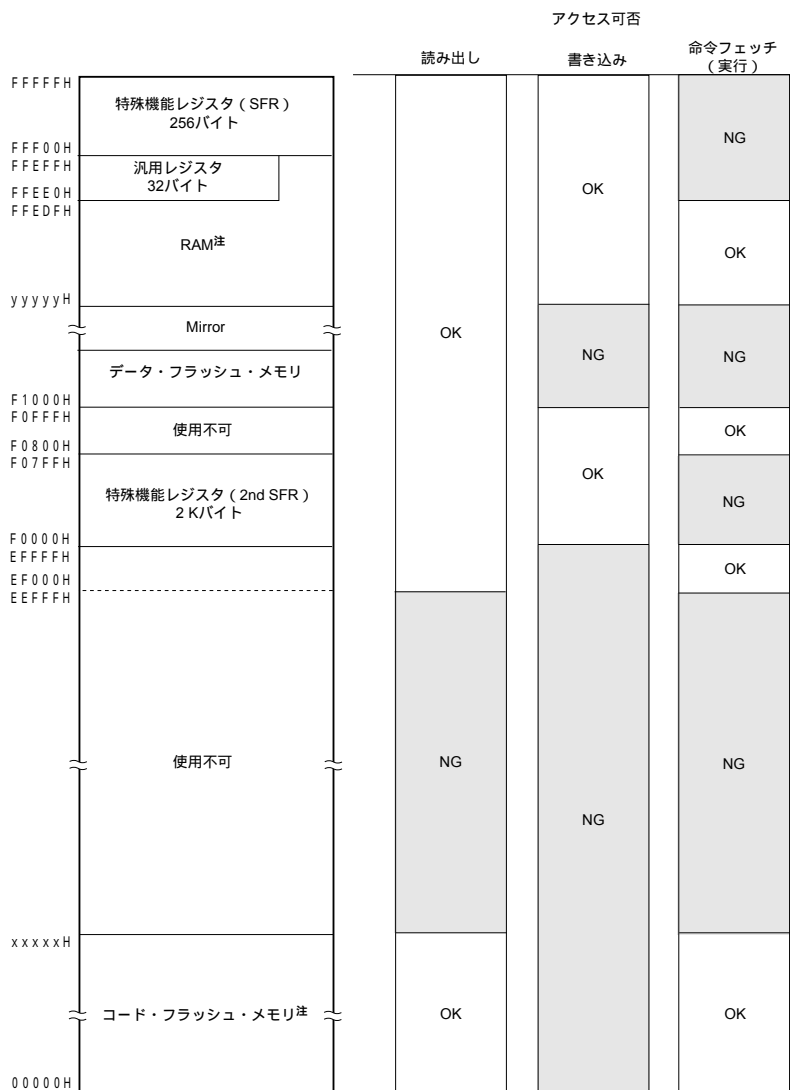 アクセス可否
読み出し
書き込み
命令フェッチ
（実行）
FFFFFH
特殊機能レジスタ（SFR）
256バイト
NG
FFF00H
FFEFFH
汎用レジスタ
32バイト
OK
FFEE0H
FFEDFH
RAM注
OK
yyyyyH
Mirror
OK
NG
NG
データ・フラッシュ・メモリ
F1000H
F0FFFH
使用不可
OK
F0800H
F07FFH
OK
特殊機能レジスタ（2nd SFR）
2 Kバイト
NG
F0000H
EFFFFH
OK
EF000H
EEFFFH
使用不可
NG
NG
NG
xxxxxH
コード・フラッシュ・メモリ注
OK
OK
00000H